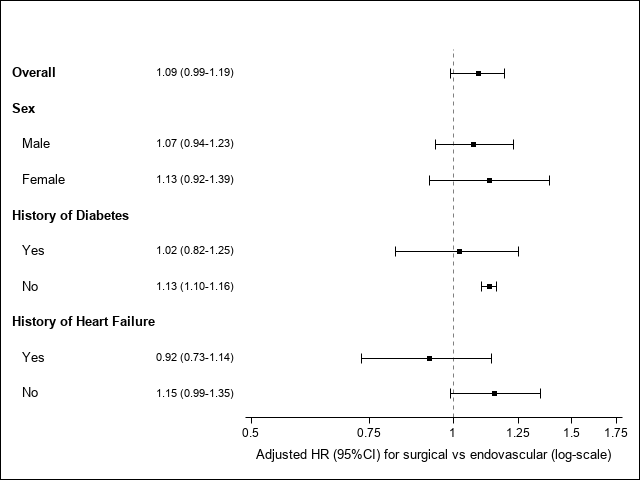 Overall 1.09 (0.99-1.19)
Sex
Male 1.07 (0.94-1.23)
Female 1.13 (0.92-1.39)
History of Diabetes
Yes 1.02 (0.82-1.25)
No 1.13 (1.10-1.16)
History of Heart Failure
Yes 0.92 (0.73-1.14)
No 1.15 (0.99-1.35)
0.5 0.75 1 1.25 1.5 1.75
Adjusted HR (95%CI) for surgical vs endovascular (log-scale)